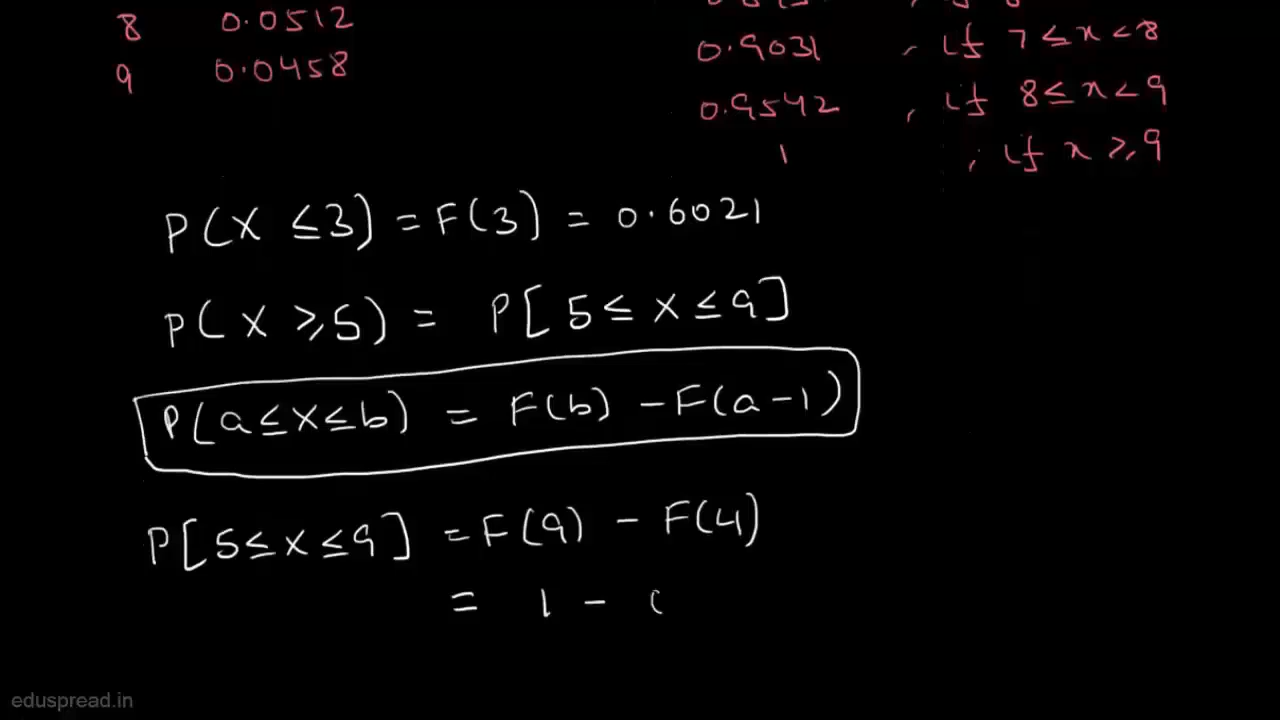 8 0.0512
0.9031 , if 7 ≤ x < 8
9 0.0458
0.9542 , if 8 ≤ x < 9
1 , if x ≥ 9
P(X ≤ 3) = F(3) = 0.6021
P(X ≥ 5) = P[5 ≤ X ≤ 9]
P(a ≤ X ≤ b) = F(b) - F(a-1)
P[5 ≤ X ≤ 9] = F(9) - F(4)
= 1 -
eduspread.in